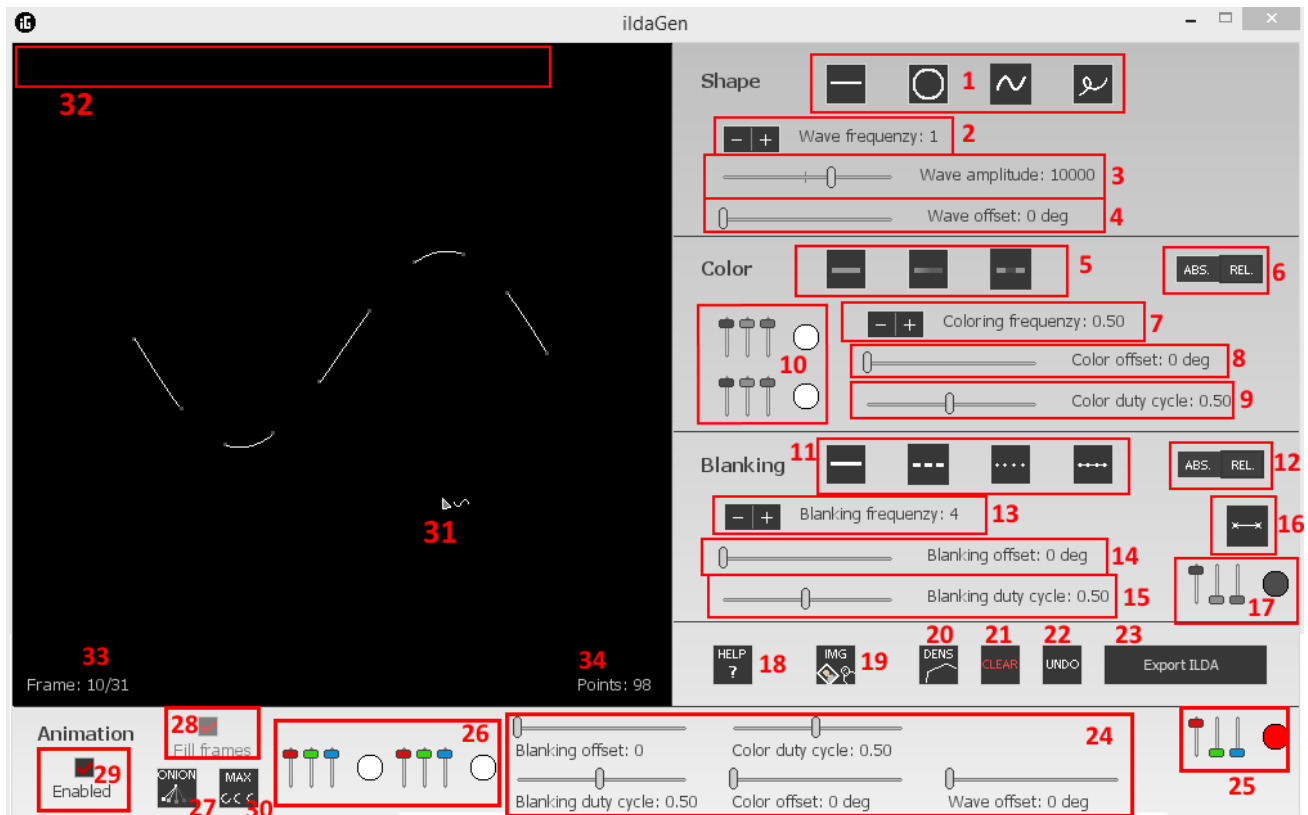 iG ildaGen
32
Shape 1
− + Wave frequenzy: 1 2
Wave amplitude: 10000 3
Wave offset: 0 deg 4
Color 5 ABS. REL. 6
− + Coloring frequenzy: 0.50 7
10 Color offset: 0 deg 8
Color duty cycle: 0.50 9
Blanking 11 ABS. REL. 12
− + Blanking frequenzy: 4 13
16
31
Blanking offset: 0 deg 14
Blanking duty cycle: 0.50 15
17
20 21 22 23
HELP ? 18 IMG 19 DENS CLEAR UNDO Export ILDA
33 34
Frame: 10/31 Points: 98
Animation 28 26 24
Fill frames
29 Enabled
ONION 27 MAX 30
Blanking offset: 0 Color duty cycle: 0.50
Blanking duty cycle: 0.50 Color offset: 0 deg Wave offset: 0 deg
25